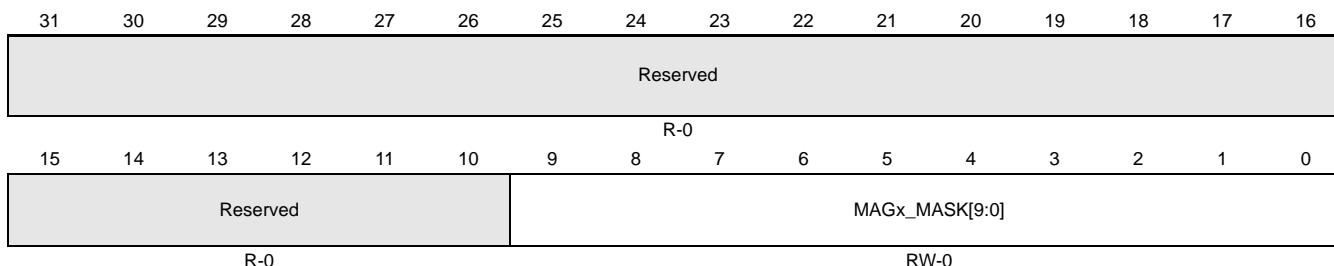 31 30 29 28 27 26 25 24 23 22 21 20 19 18 17 16
Reserved
R-0
15 14 13 12 11 10 9 8 7 6 5 4 3 2 1 0
Reserved MAGx_MASK[9:0]
R-0 RW-0